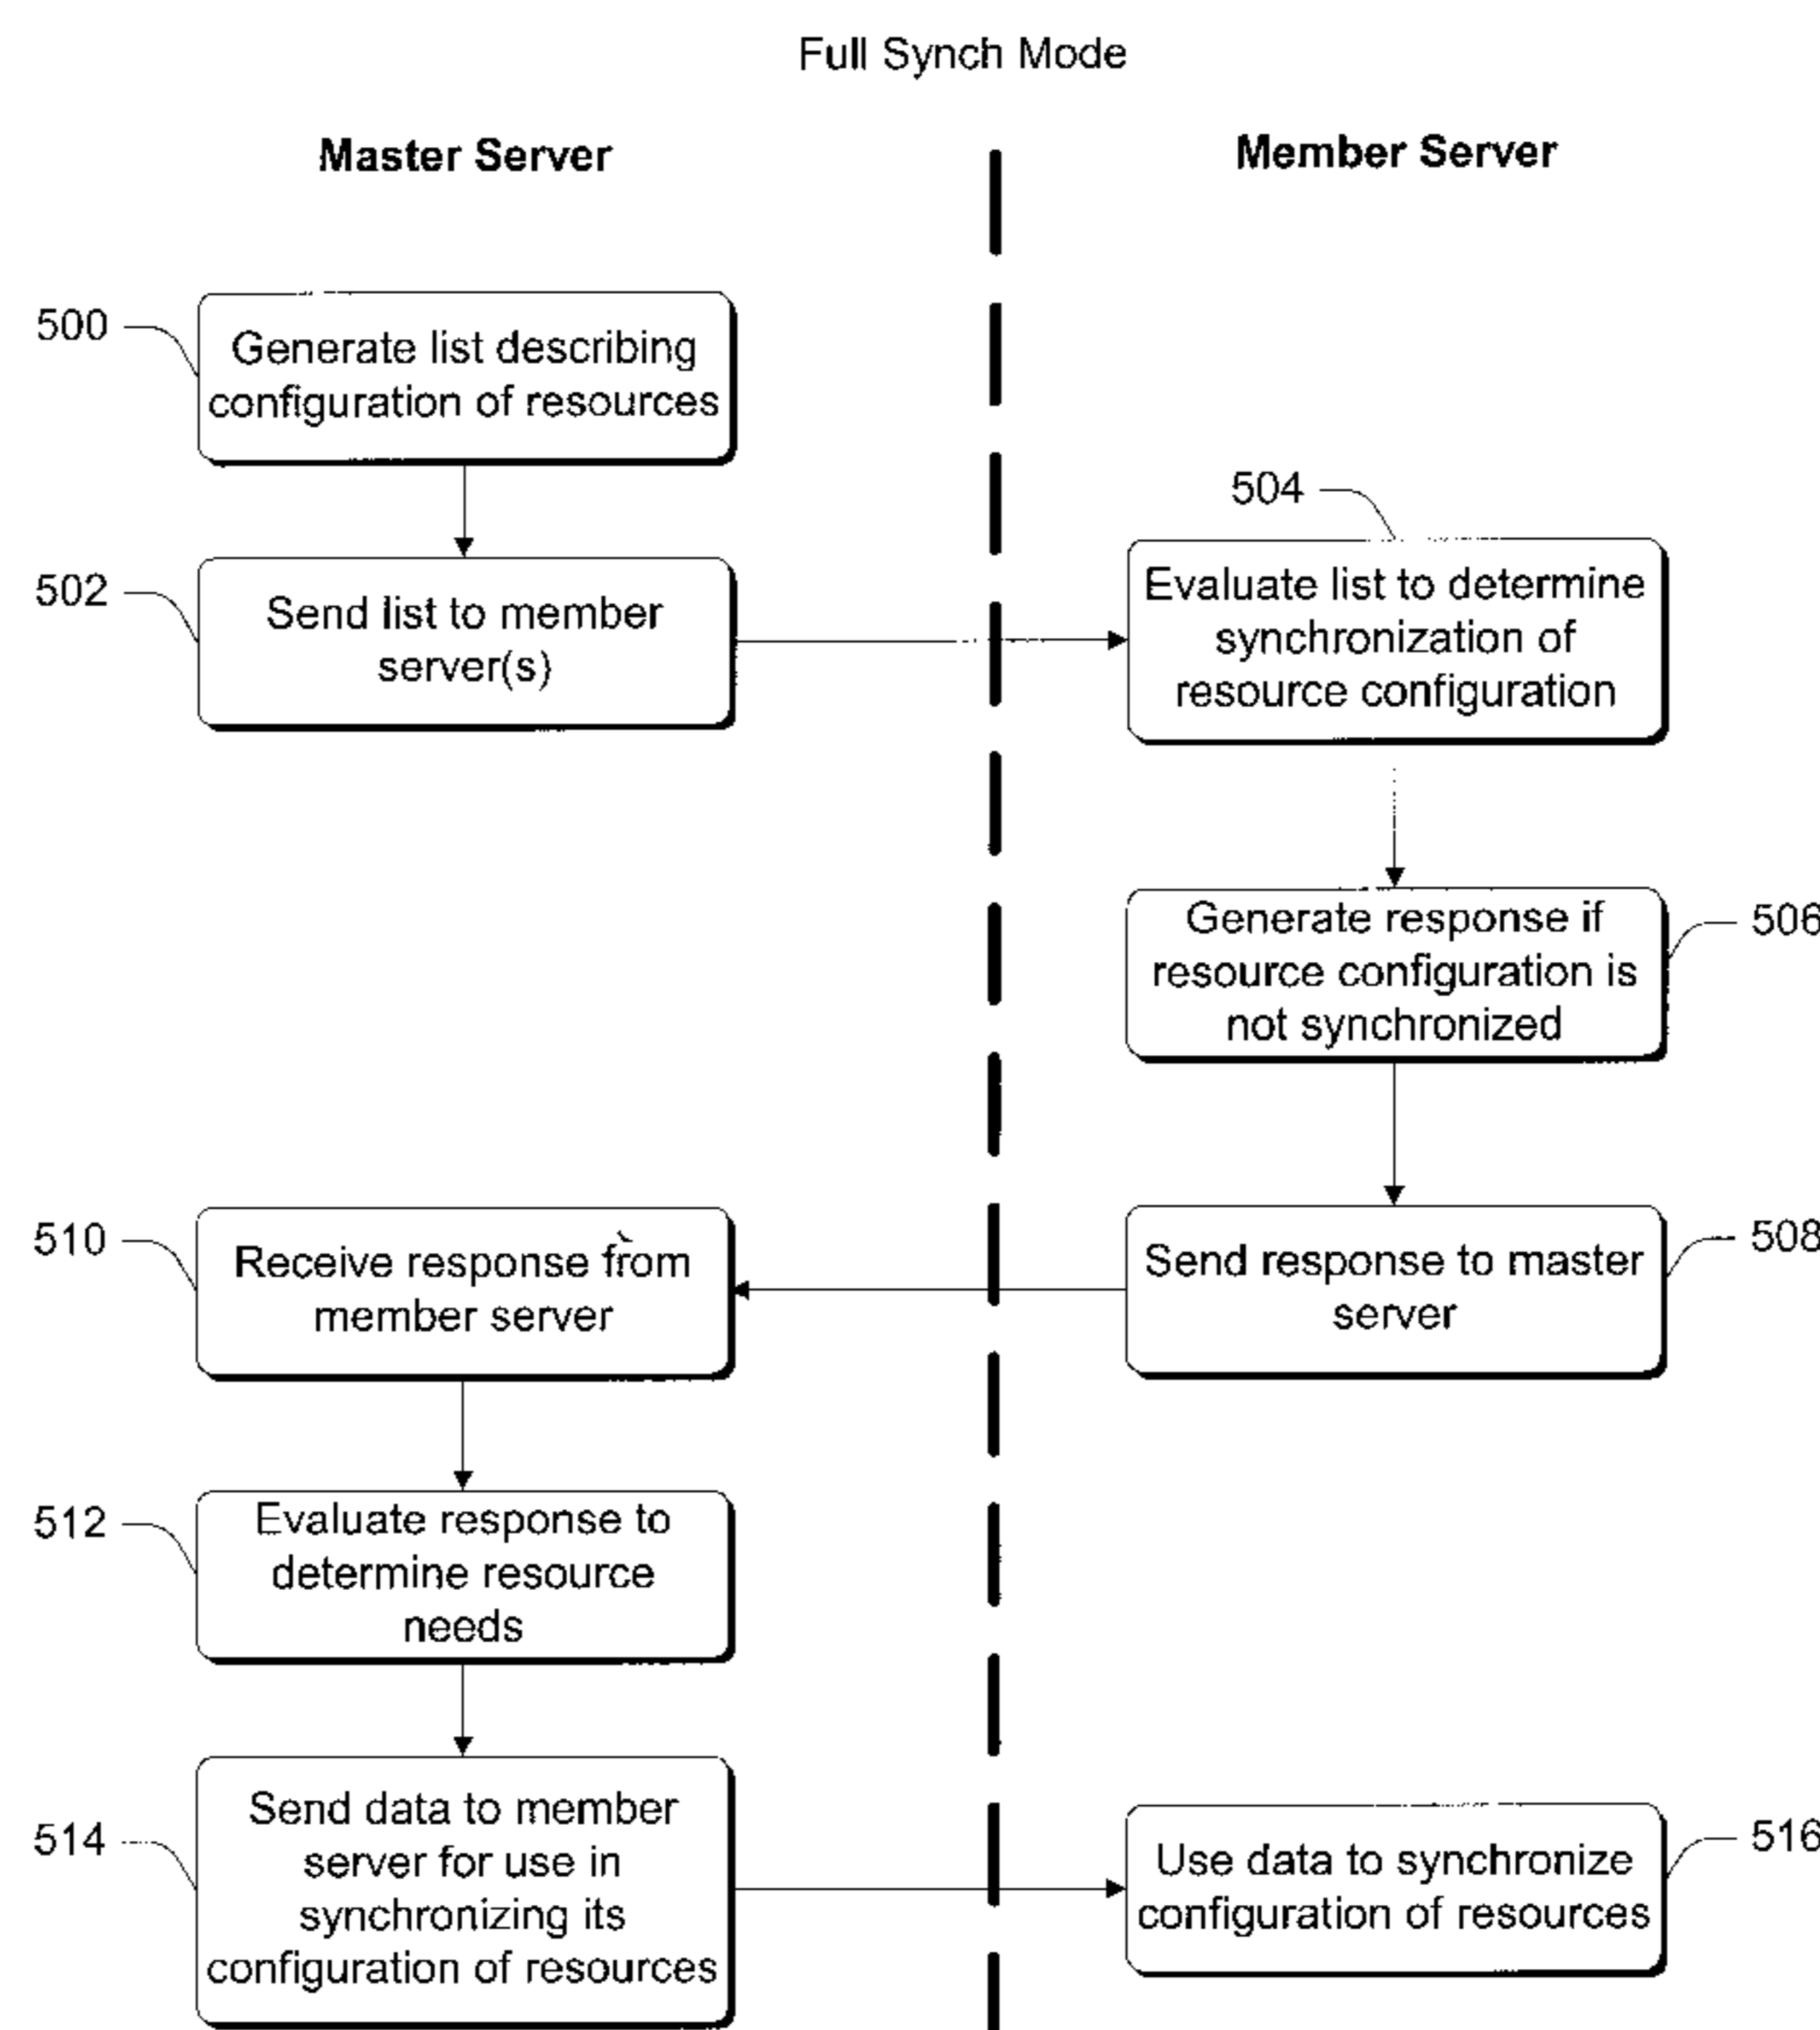 Full Synch Mode
Master Server
Member Server
500
Generate list describing
configuration of resources
502
Send list to member
server(s)
504
Evaluate list to determine
synchronization of
resource configuration
Generate response if
resource configuration is
not synchronized
506
Send response to master
server
508
510
Receive response from
member server
512
Evaluate response to
determine resource
needs
514
Send data to member
server for use in
synchronizing its
configuration of resources
Use data to synchronize
configuration of resources
516